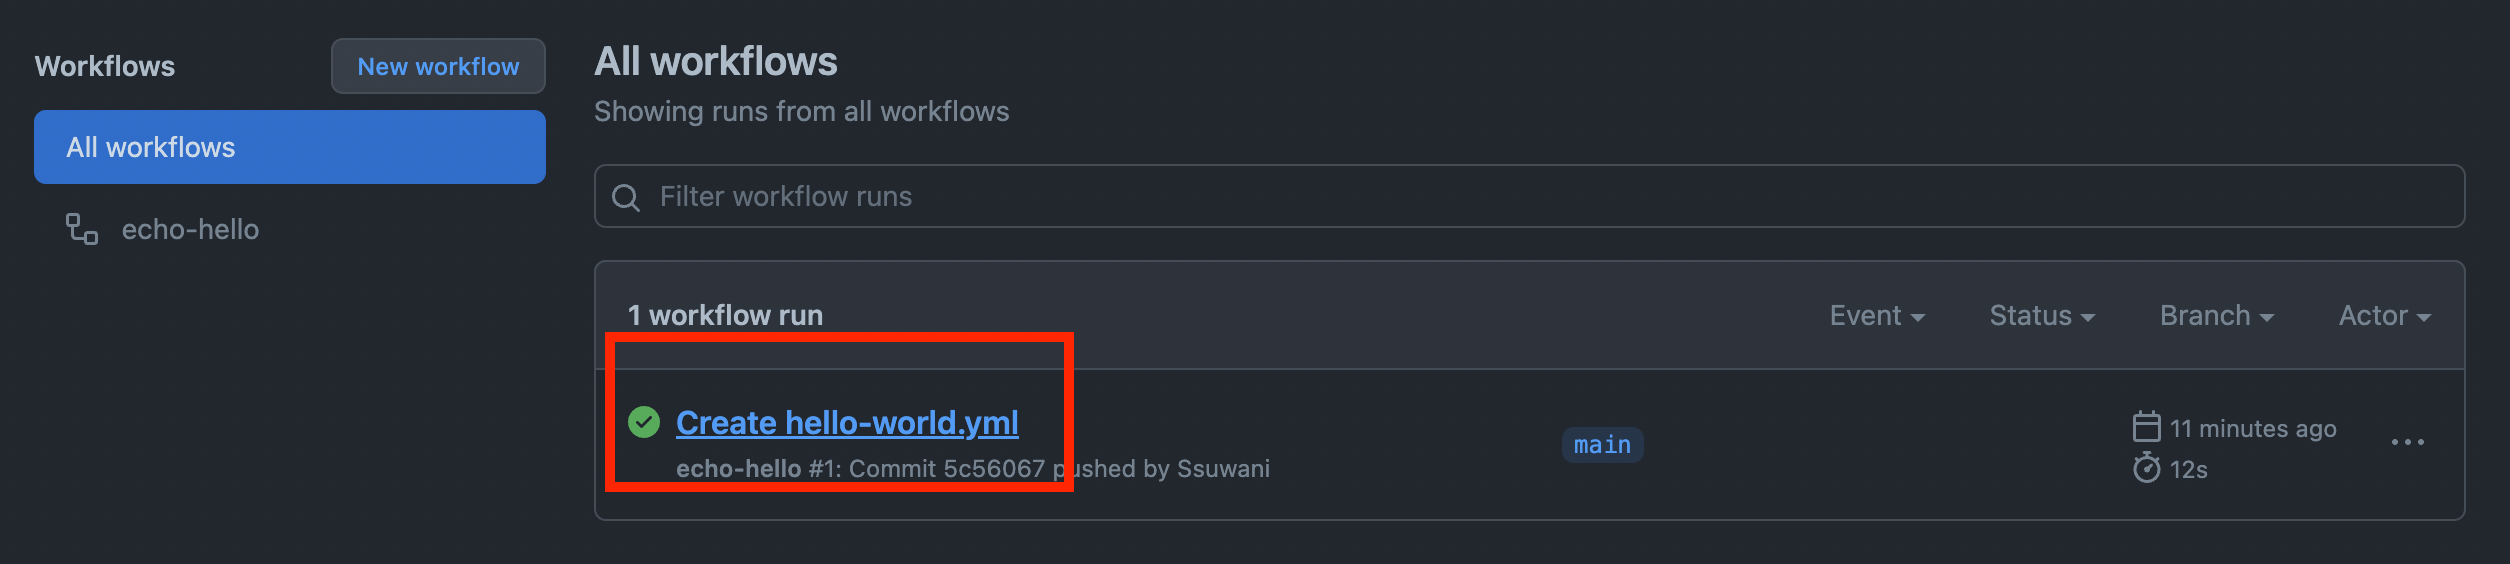 Workflows
New workflow
All workflows
echo-hello
All workflows
Showing runs from all workflows
Filter workflow runs
1 workflow run
Event
Status
Branch
Actor
Create hello-world.yml
echo-hello #1: Commit 5c56067 pushed by Ssuwani
main
11 minutes ago
12s